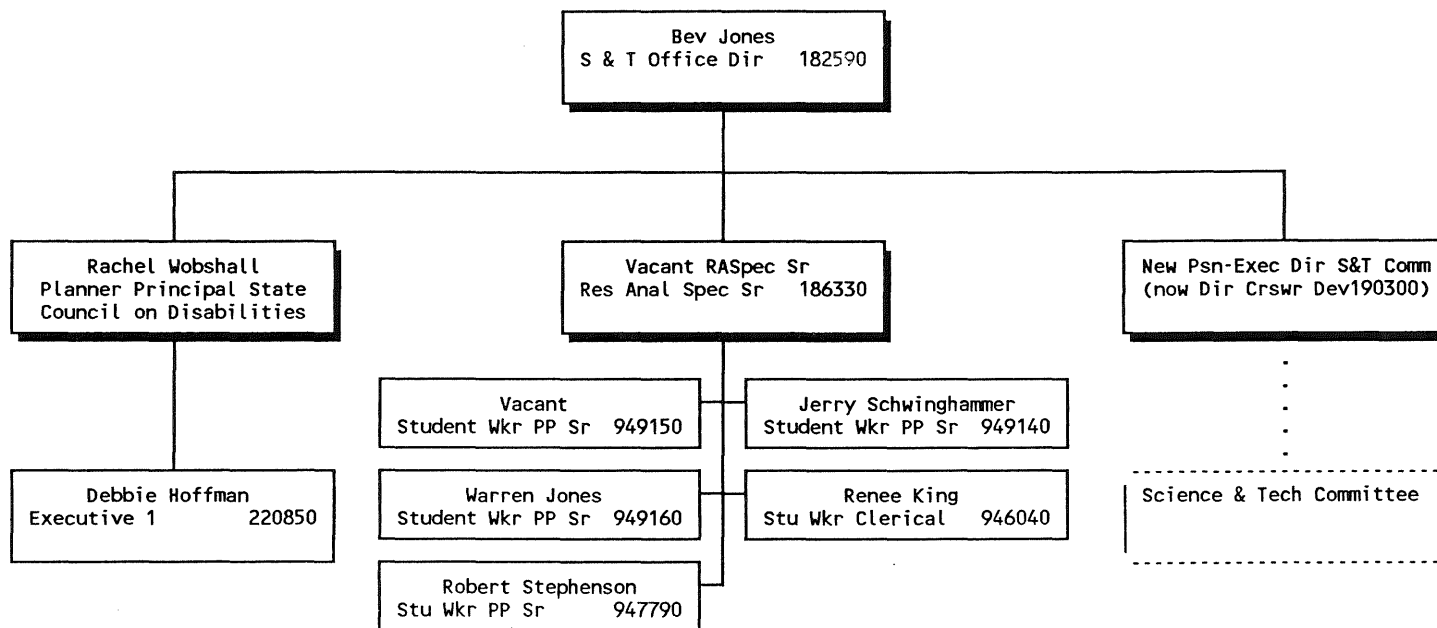 Bev Jones
S & T Office Dir 182590
Rachel Wobshall
Planner Principal State
Council on Disabilities
Vacant RASpec Sr
Res Anal Spec Sr 186330
New Psn-Exec Dir S&T Comm
(now Dir Crswr Dev190300)
Vacant
Student Wkr PP Sr 949150
Jerry Schwinghammer
Student Wkr PP Sr 949140
Debbie Hoffman
Executive 1 220850
Warren Jones
Student Wkr PP Sr 949160
Renee King
Stu Wkr Clerical 946040
Science & Tech Committee
Robert Stephenson
Stu Wkr PP Sr 947790